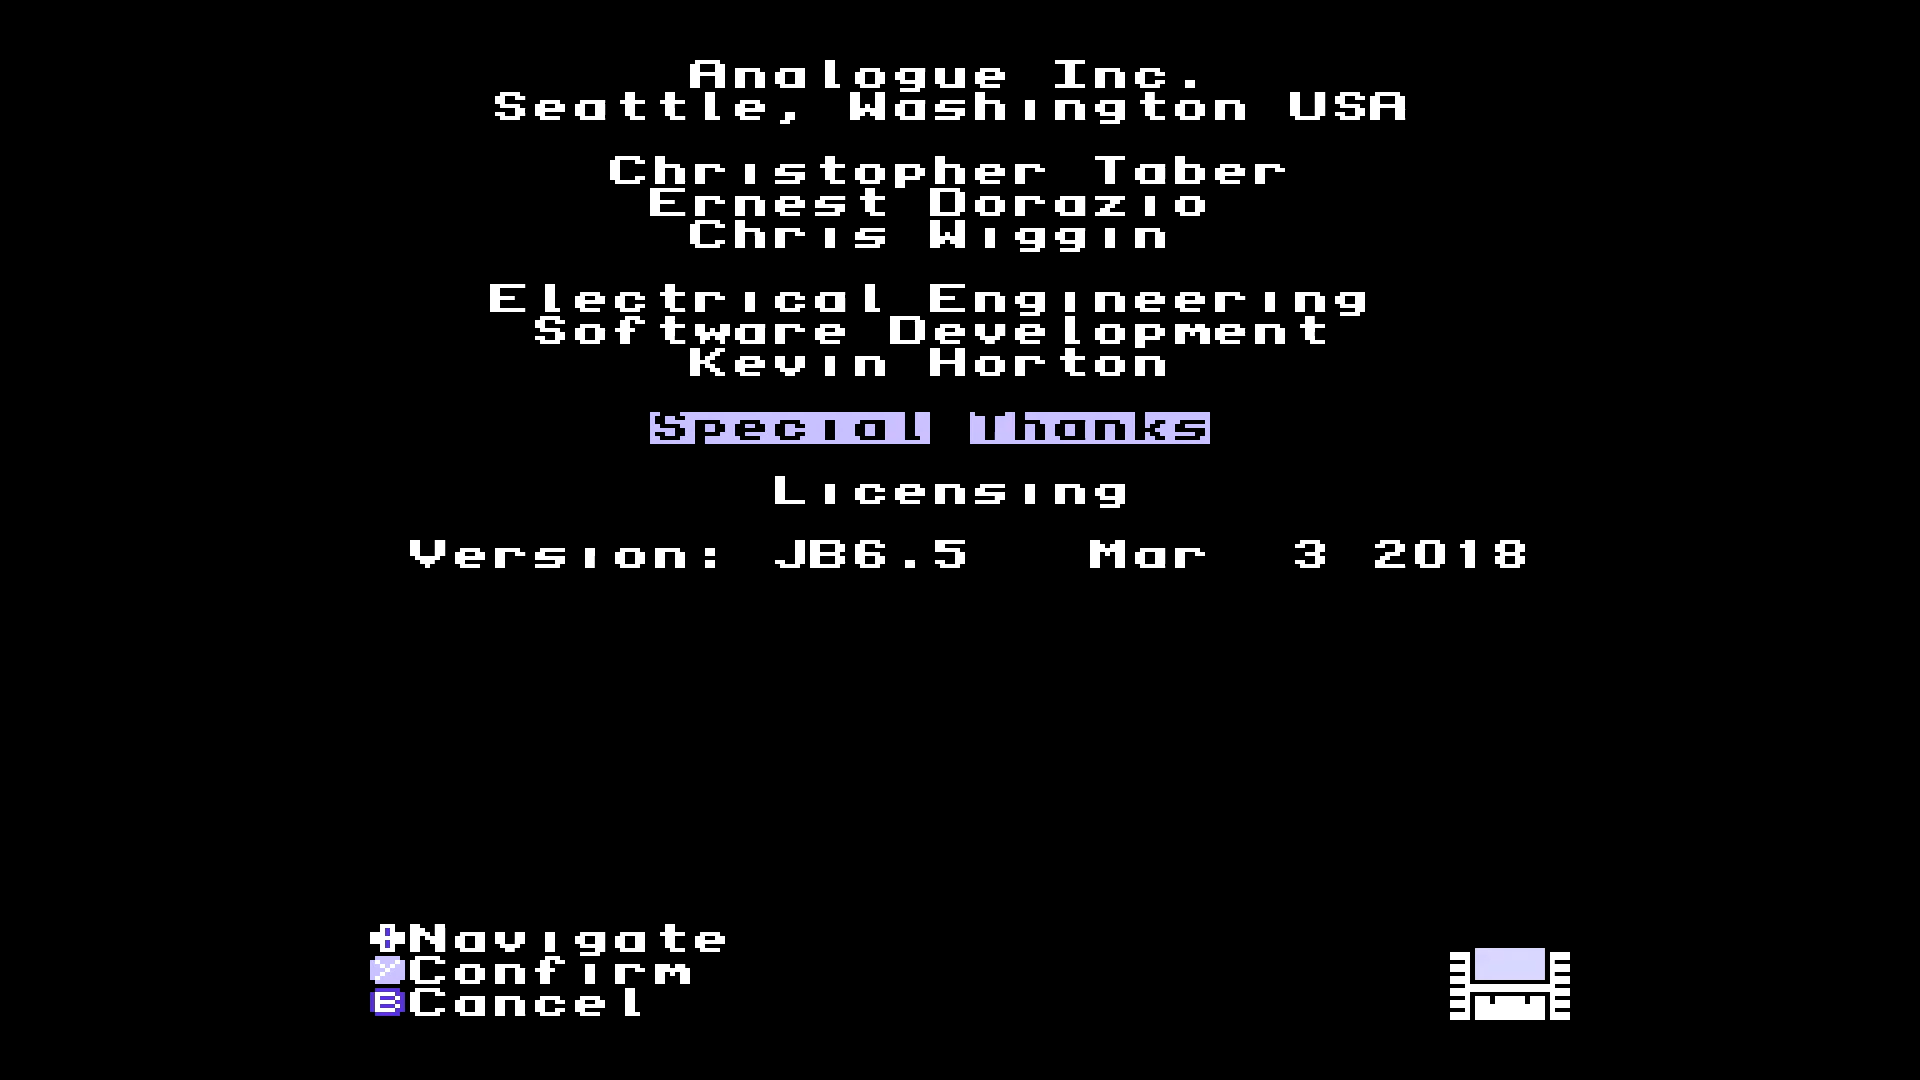 Analogue Inc.
Seattle, Washington USA
Christopher Taber
Ernest Dorazio
Chris Wiggin
Electrical Engineering
Software Development
Kevin Horton
Special Thanks
Licensing
Version: JB6.5 Mar 3 2018
Navigate
Y Confirm
B Cancel